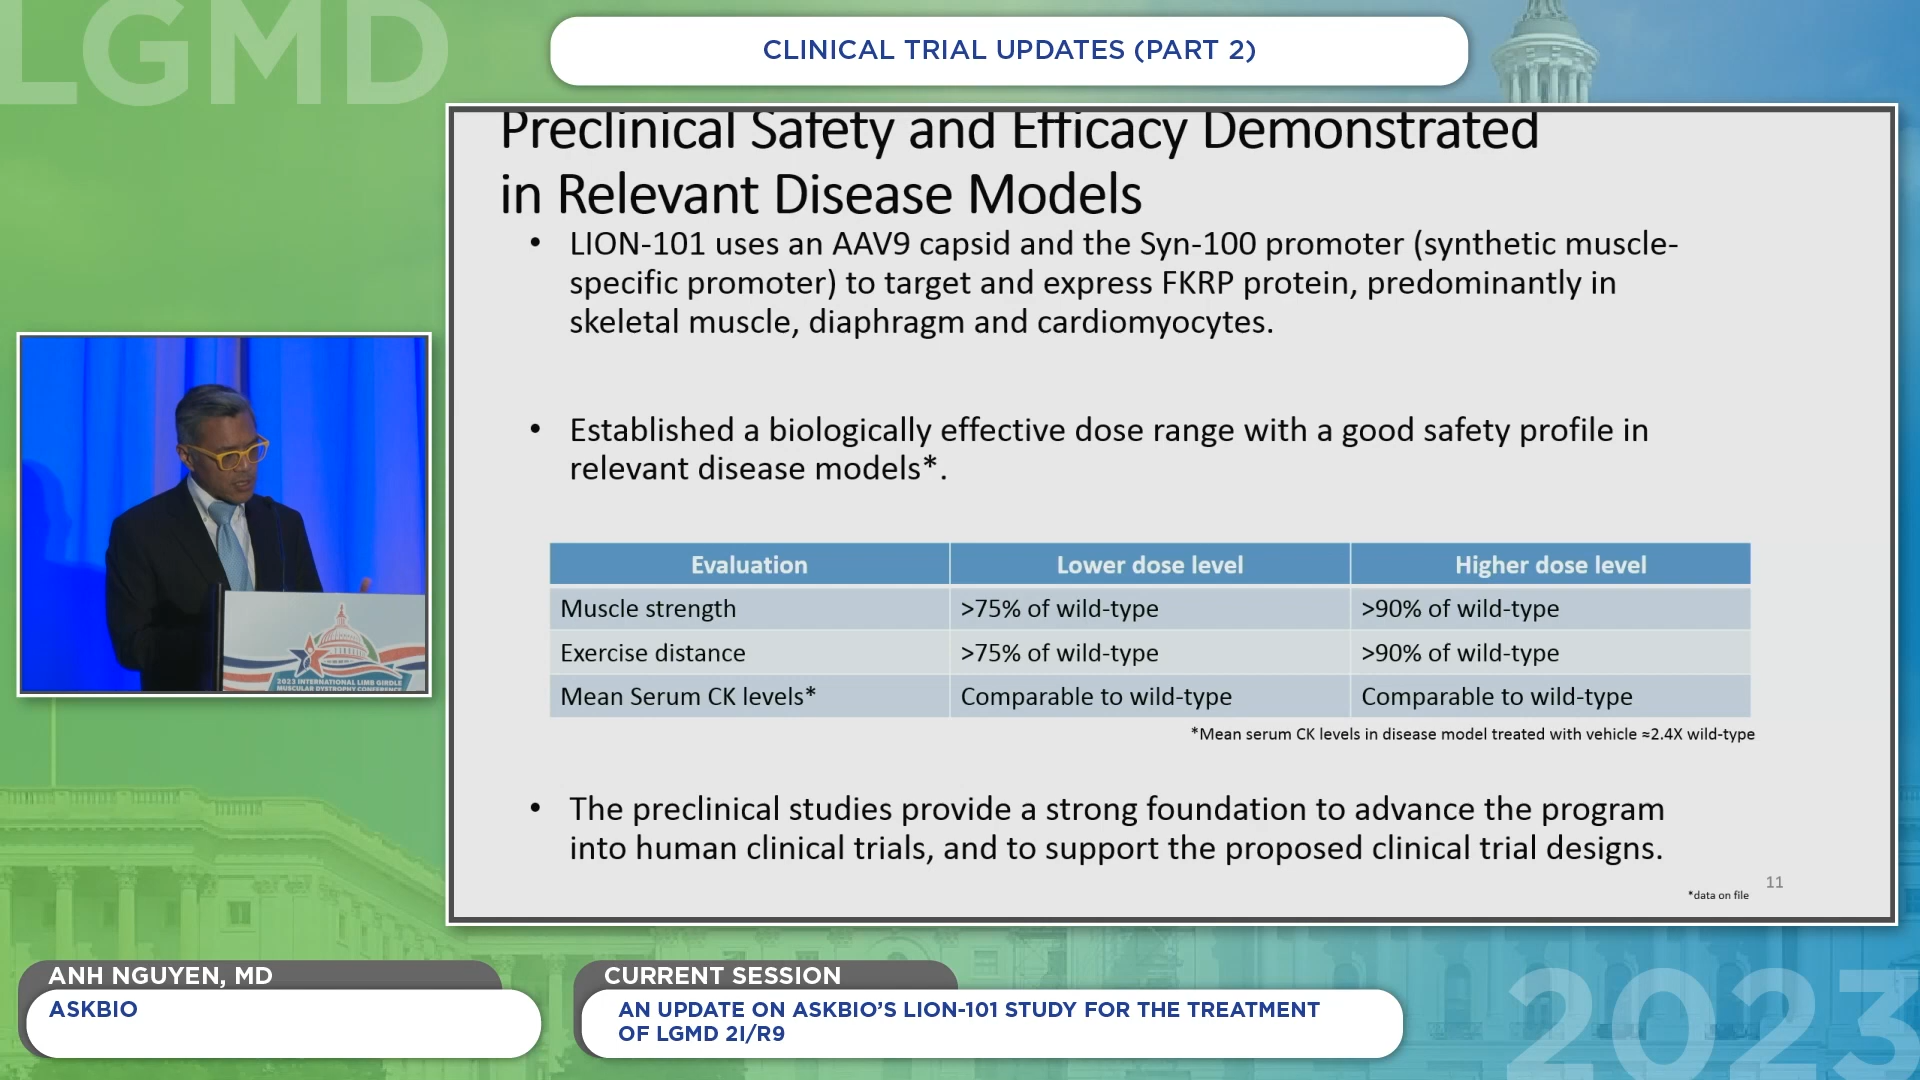 LGMD
CLINICAL TRIAL UPDATES (PART 2)
Preclinical Safety and Efficacy Demonstrated
in Relevant Disease Models
• LION-101 uses an AAV9 capsid and the Syn-100 promoter (synthetic muscle-
specific promoter) to target and express FKRP protein, predominantly in
skeletal muscle, diaphragm and cardiomyocytes.
• Established a biologically effective dose range with a good safety profile in
relevant disease models*.
Evaluation Lower dose level Higher dose level
Muscle strength >75% of wild-type >90% of wild-type
Exercise distance >75% of wild-type >90% of wild-type
Mean Serum CK levels* Comparable to wild-type Comparable to wild-type
*Mean serum CK levels in disease model treated with vehicle ≈2.4X wild-type
• The preclinical studies provide a strong foundation to advance the program
into human clinical trials, and to support the proposed clinical trial designs.
11
*data on file
2023 INTERNATIONAL LIMB GIRDLE
MUSCULAR DYSTROPHY CONFERENCE
ANH NGUYEN, MD
ASKBIO
CURRENT SESSION
AN UPDATE ON ASKBIO'S LION-101 STUDY FOR THE TREATMENT
OF LGMD 2I/R9
2023